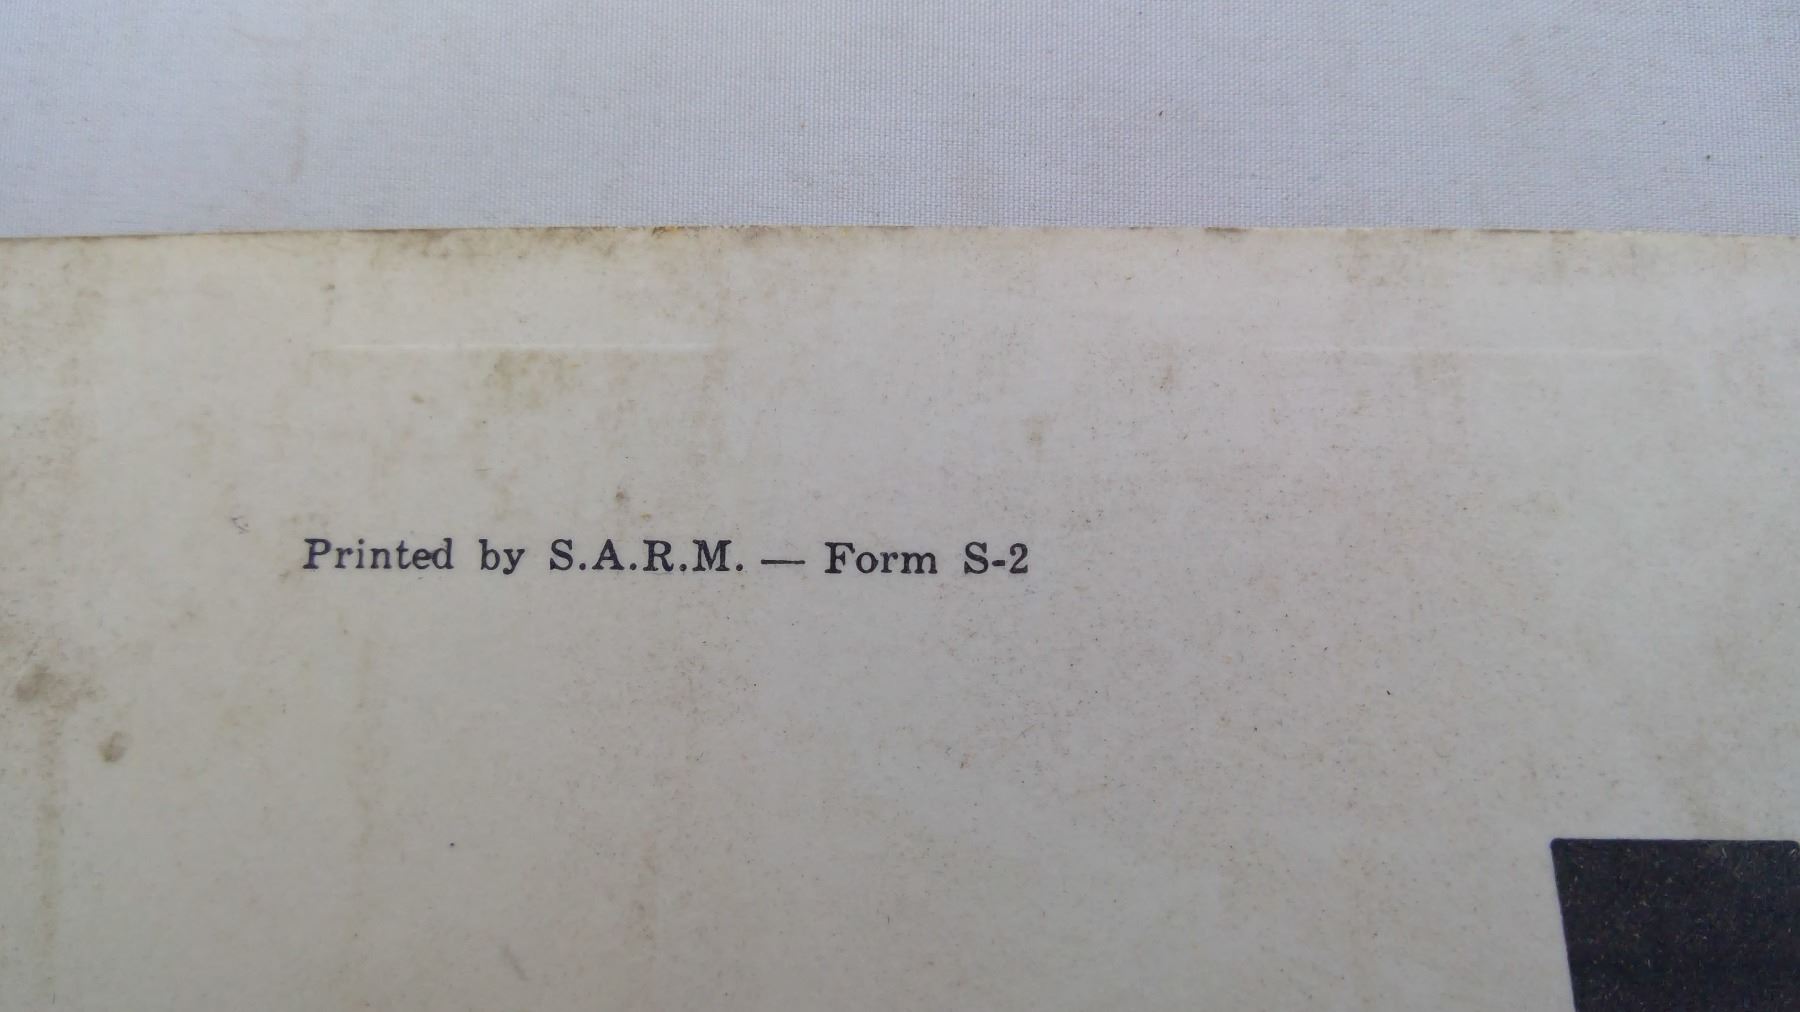 Printed by S.A.R.M. — Form S-2